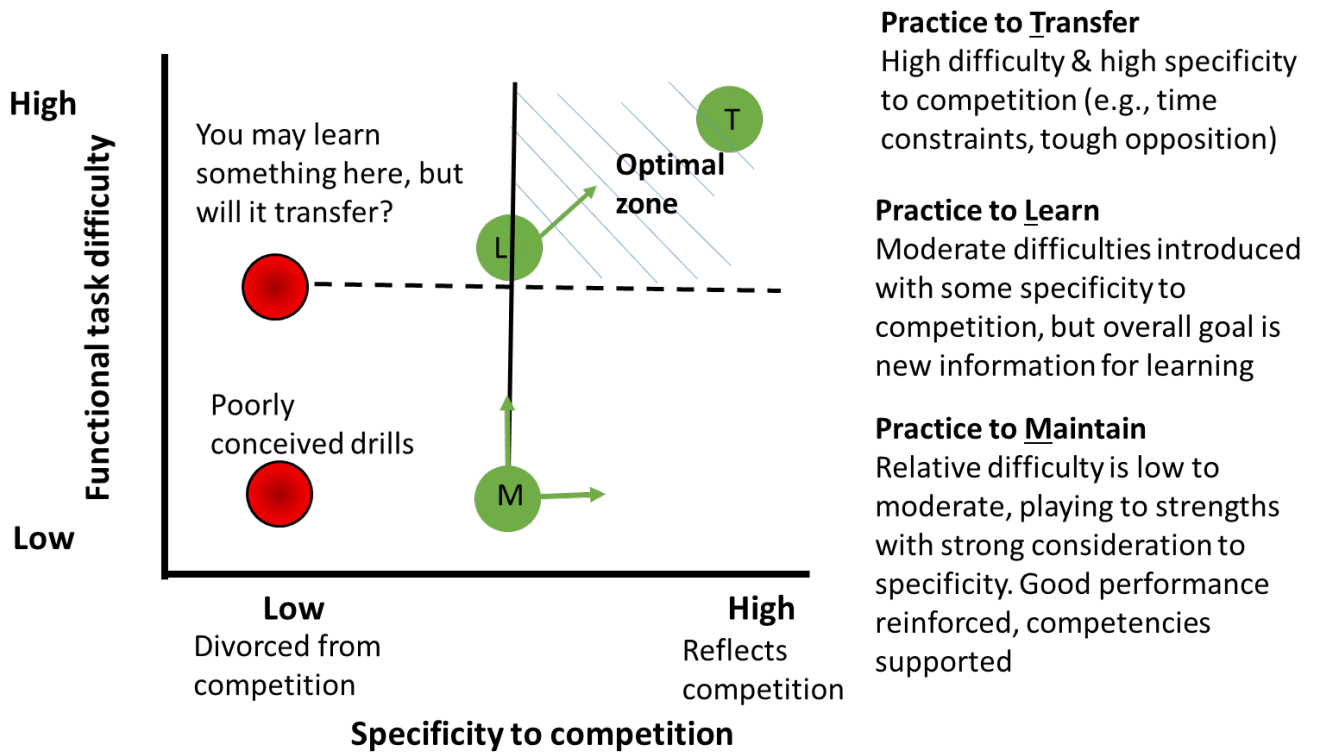 High
Functional task difficulty
Low
You may learn
something here, but
will it transfer?
T
Optimal
zone
L
Poorly
conceived drills
M
Low
Divorced from
competition
High
Reflects
competition
Specificity to competition
Practice to Transfer
High difficulty & high specificity
to competition (e.g., time
constraints, tough opposition)
Practice to Learn
Moderate difficulties introduced
with some specificity to
competition, but overall goal is
new information for learning
Practice to Maintain
Relative difficulty is low to
moderate, playing to strengths
with strong consideration to
specificity. Good performance
reinforced, competencies
supported